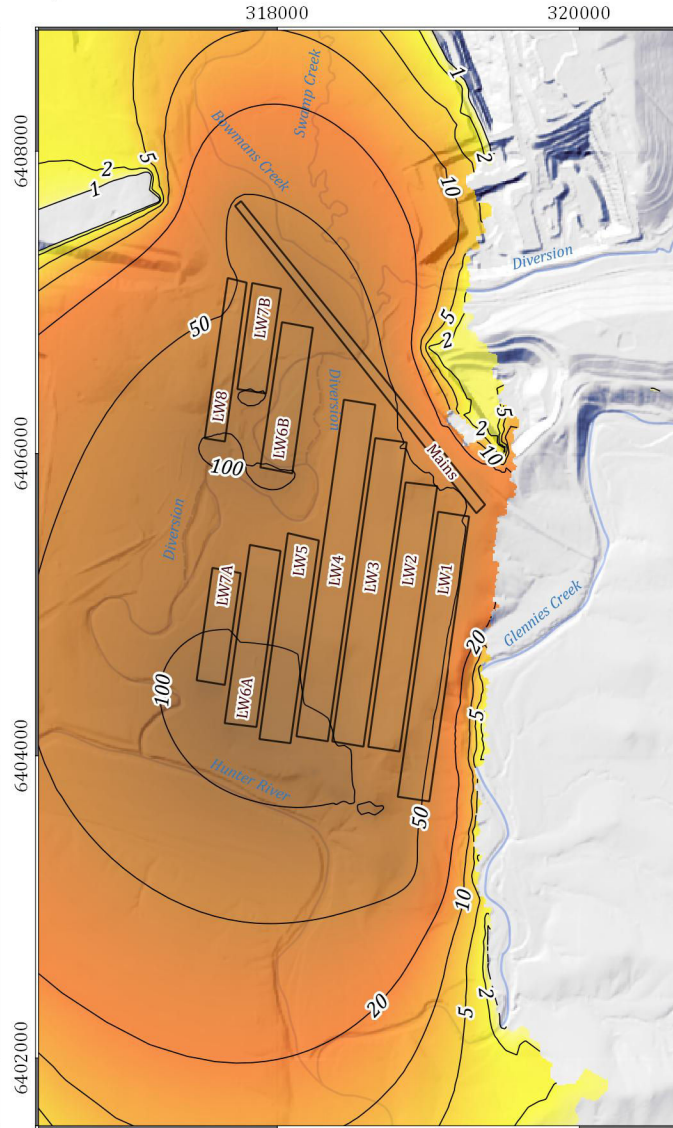 318000
320000
Swamp Creek
1
6408000
Bowmans Creek
5
2
2
1
10
Diversion
50
LW7B
5
2
Diversion
LW8
LW6B
5
2
6406000
100
Mains
10
Diversion
LW5
LW4
LW3
LW2
LW1
LW7A
Glennies Creek
20
100
LW6A
5
6404000
Hunter River
50
10
2
20
5
6402000